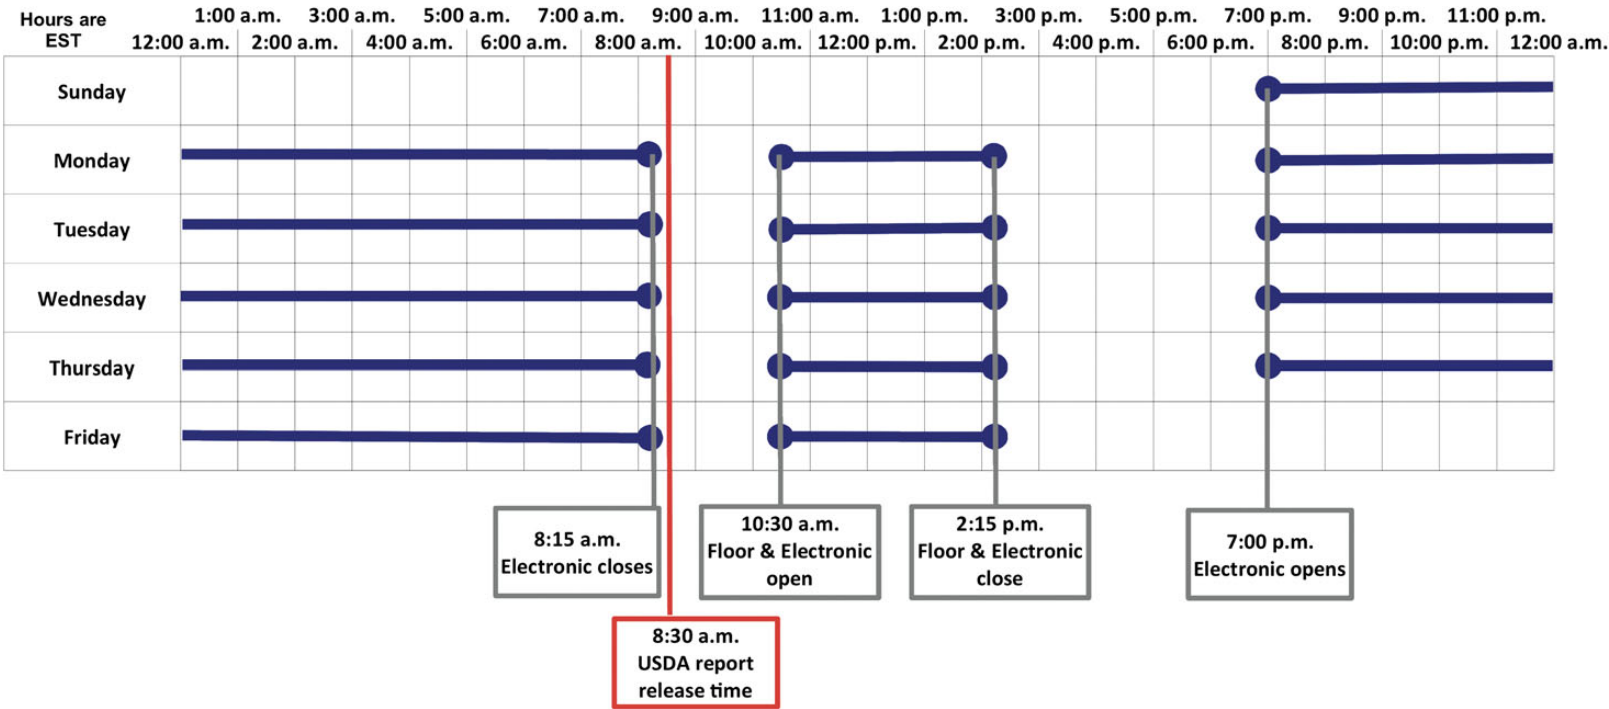 Hours are
EST
1:00 a.m. 3:00 a.m. 5:00 a.m. 7:00 a.m. 9:00 a.m. 11:00 a.m. 1:00 p.m. 3:00 p.m. 5:00 p.m. 7:00 p.m. 9:00 p.m. 11:00 p.m.
12:00 a.m. 2:00 a.m. 4:00 a.m. 6:00 a.m. 8:00 a.m. 10:00 a.m. 12:00 p.m. 2:00 p.m. 4:00 p.m. 6:00 p.m. 8:00 p.m. 10:00 p.m. 12:00 a.m.
Sunday
Monday
Tuesday
Wednesday
Thursday
Friday
8:15 a.m.
Electronic closes
10:30 a.m.
Floor & Electronic
open
2:15 p.m.
Floor & Electronic
close
7:00 p.m.
Electronic opens
8:30 a.m.
USDA report
release time